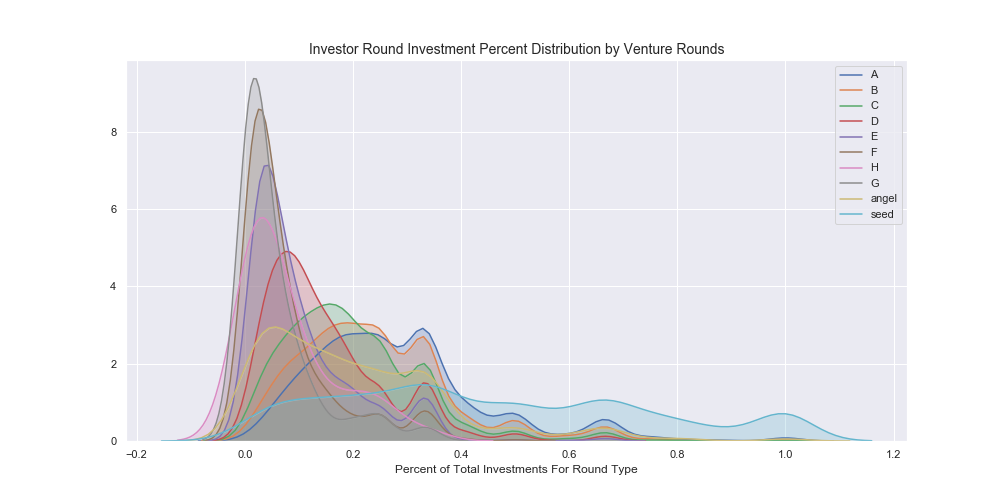 Investor Round Investment Percent Distribution by Venture Rounds
A
B
C
D
E
F
H
G
angel
seed
8
6
4
2
0
−0.2 0.0 0.2 0.4 0.6 0.8 1.0 1.2
Percent of Total Investments For Round Type